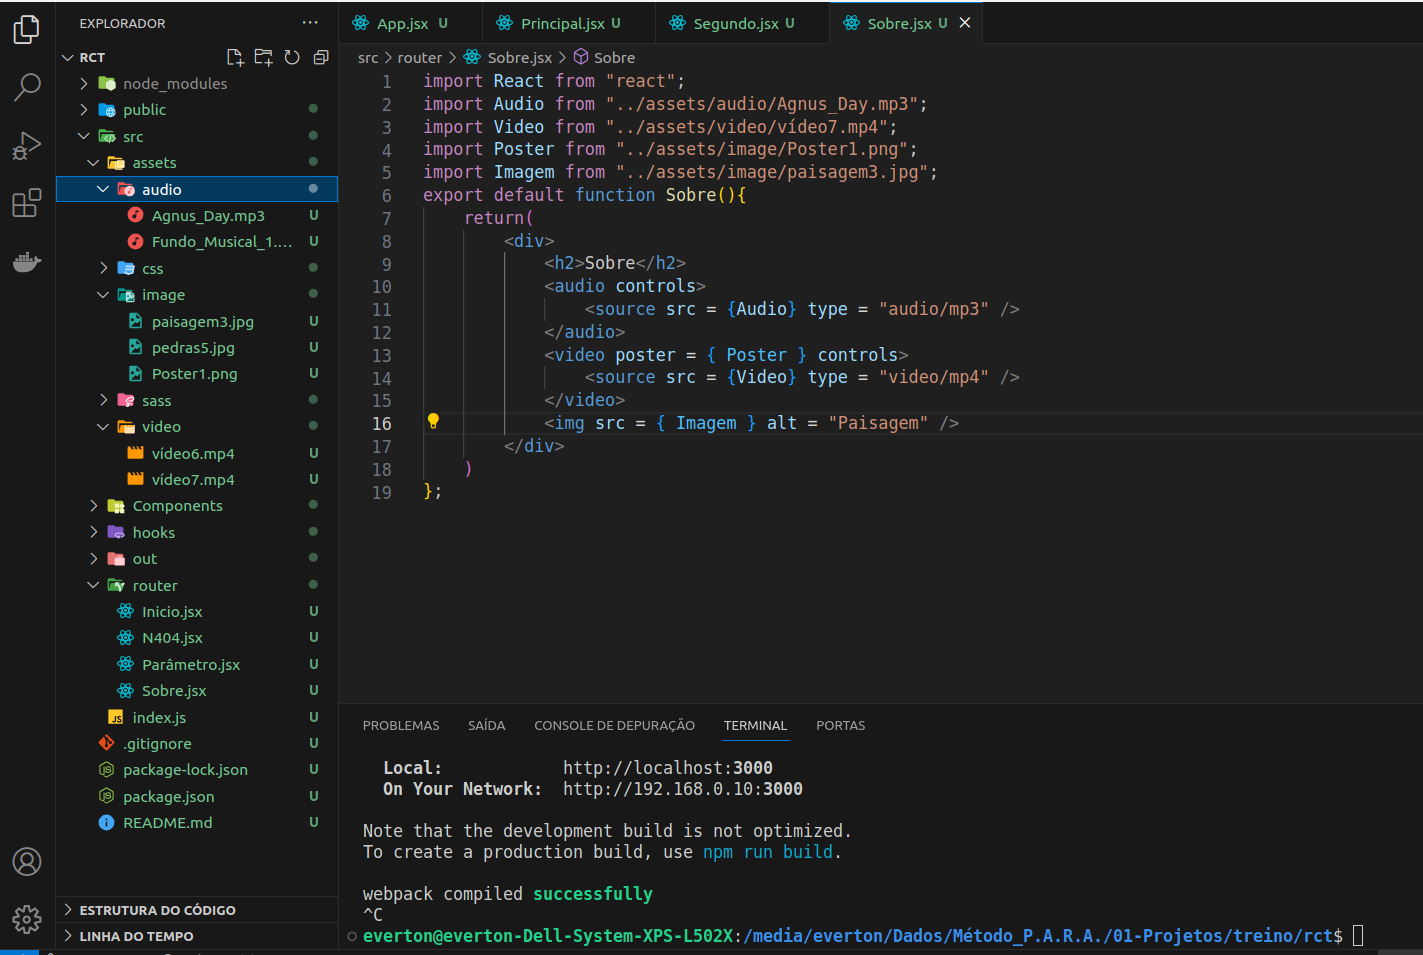 EXPLORADOR ...
RCT
node_modules
public
src
assets
audio
Agnus_Day.mp3 U
Fundo_Musical_1.... U
css
image
paisagem3.jpg U
pedras5.jpg U
Poster1.png U
sass
video
vídeo6.mp4 U
vídeo7.mp4 U
Components
hooks
out
router
Inicio.jsx U
N404.jsx U
Parâmetro.jsx U
Sobre.jsx U
index.js U
.gitignore U
package-lock.json U
package.json U
README.md U
ESTRUTURA DO CÓDIGO
LINHA DO TEMPO
App.jsx U Principal.jsx U Segundo.jsx U Sobre.jsx U
src > router > Sobre.jsx > Sobre
1 import React from "react";
2 import Audio from "../assets/audio/Agnus_Day.mp3";
3 import Video from "../assets/video/vídeo7.mp4";
4 import Poster from "../assets/image/Poster1.png";
5 import Imagem from "../assets/image/paisagem3.jpg";
6 export default function Sobre(){
7 return(
8 <div>
9 <h2>Sobre</h2>
10 <audio controls>
11 <source src = {Audio} type = "audio/mp3" />
12 </audio>
13 <video poster = { Poster } controls>
14 <source src = {Video} type = "video/mp4" />
15 </video>
16 <img src = { Imagem } alt = "Paisagem" />
17 </div>
18 )
19 };
PROBLEMAS SAÍDA CONSOLE DE DEPURAÇÃO TERMINAL PORTAS
Local: http://localhost:3000
On Your Network: http://192.168.0.10:3000
Note that the development build is not optimized.
To create a production build, use npm run build.
webpack compiled successfully
^C
everton@everton-Dell-System-XPS-L502X:/media/everton/Dados/Método_P.A.R.A./01-Projetos/treino/rct$